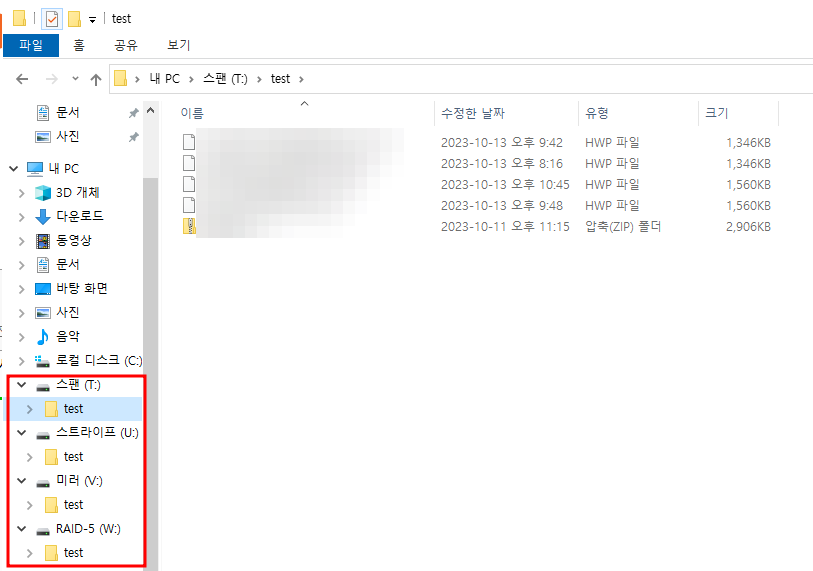 test
파일 홈 공유 보기
내 PC 스팬 (T:) test
문서
사진
내 PC
3D 개체
다운로드
동영상
문서
바탕 화면
사진
음악
로컬 디스크 (C:)
스팬 (T:)
test
스트라이프 (U:)
test
미러 (V:)
test
RAID-5 (W:)
test
이름 수정한 날짜 유형 크기
2023-10-13 오후 9:42 HWP 파일 1,346KB
2023-10-13 오후 8:16 HWP 파일 1,346KB
2023-10-13 오후 10:45 HWP 파일 1,560KB
2023-10-13 오후 9:48 HWP 파일 1,560KB
2023-10-11 오후 11:15 압축(ZIP) 폴더 2,906KB